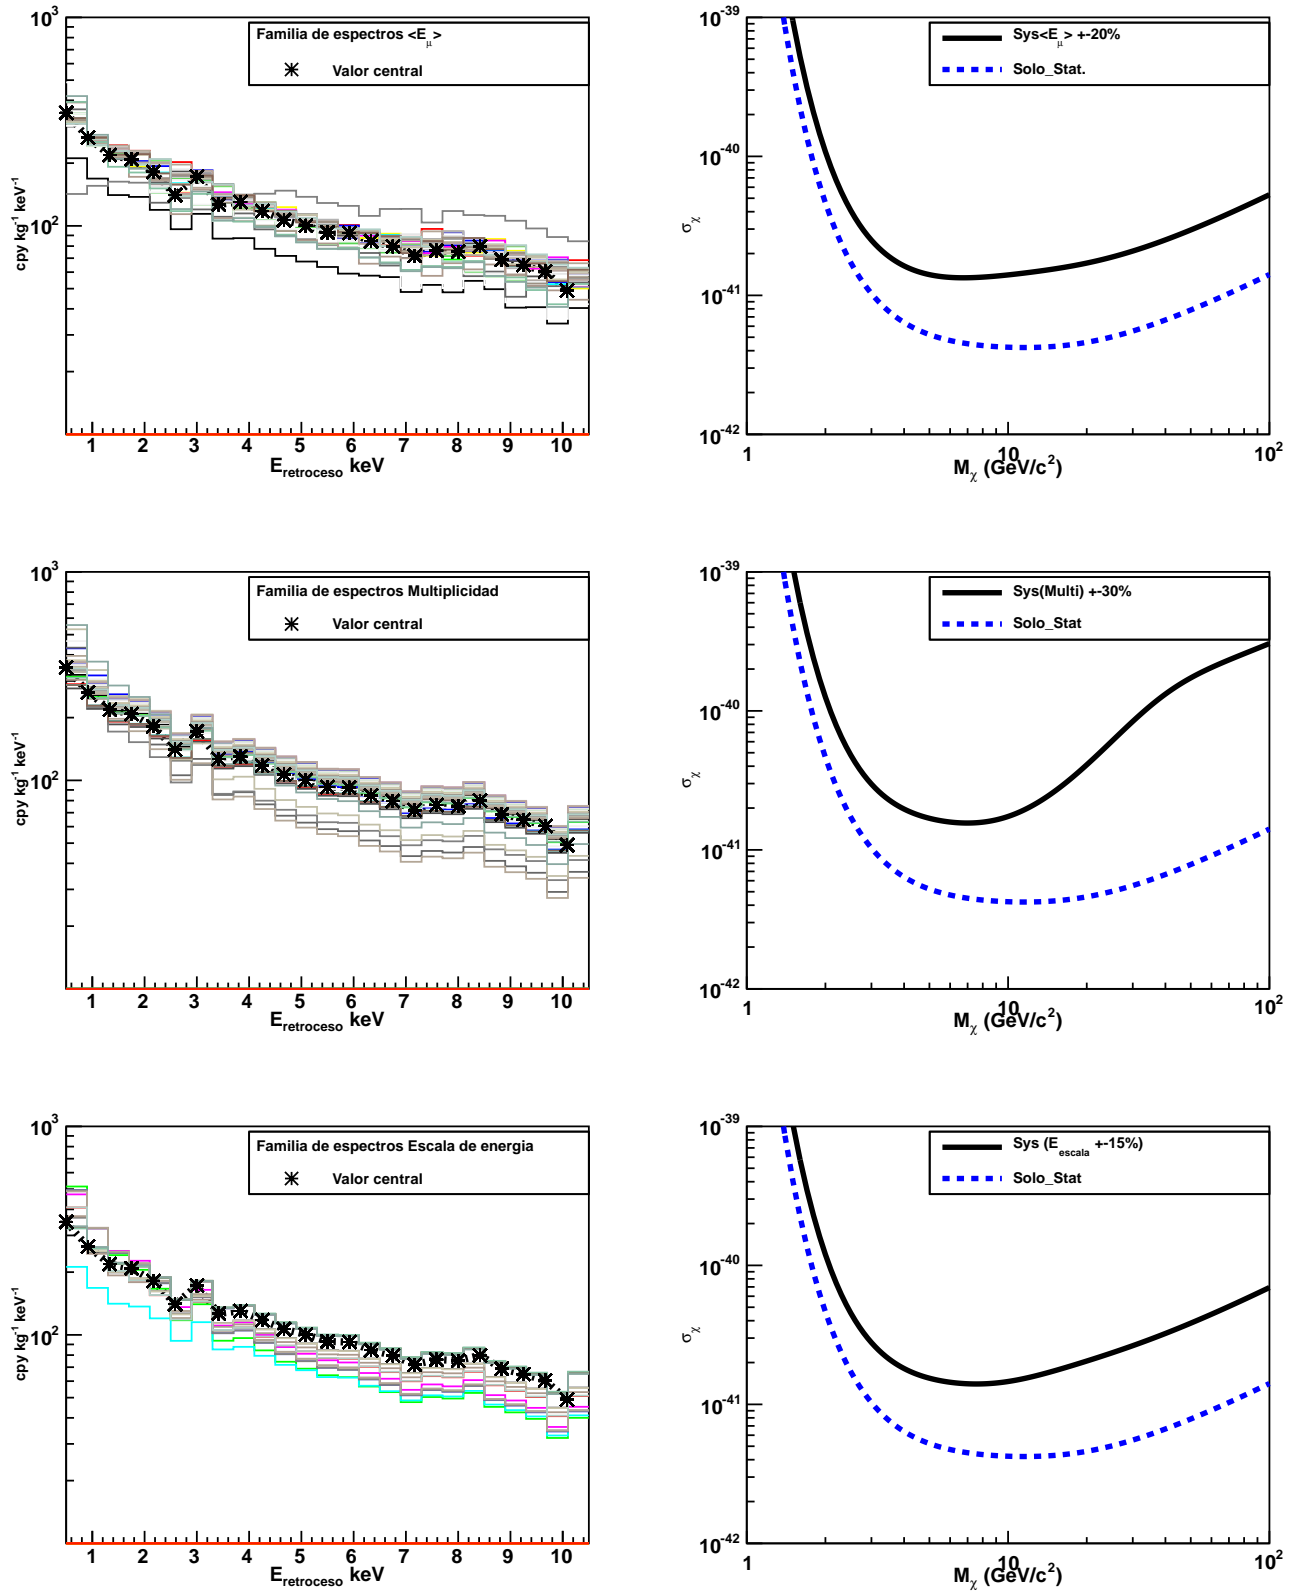 10³
Familia de espectros <E_μ>
Valor central
10²
cpy kg⁻¹ keV⁻¹
1 2 3 4 5 6 7 8 9 10
E_retroceso keV
10⁻³⁹
Sys<E_μ> +-20%
Solo_Stat.
10⁻⁴⁰
σ_χ
10⁻⁴¹
10⁻⁴²
1 10 10²
M_χ (GeV/c²)
10³
Familia de espectros Multiplicidad
Valor central
10²
cpy kg⁻¹ keV⁻¹
1 2 3 4 5 6 7 8 9 10
E_retroceso keV
10⁻³⁹
Sys(Multi) +-30%
Solo_Stat
10⁻⁴⁰
σ_χ
10⁻⁴¹
10⁻⁴²
1 10 10²
M_χ (GeV/c²)
10³
Familia de espectros Escala de energia
Valor central
10²
cpy kg⁻¹ keV⁻¹
1 2 3 4 5 6 7 8 9 10
E_retroceso keV
10⁻³⁹
Sys (E_escala +-15%)
Solo_Stat
10⁻⁴⁰
σ_χ
10⁻⁴¹
10⁻⁴²
1 10 10²
M_χ (GeV/c²)